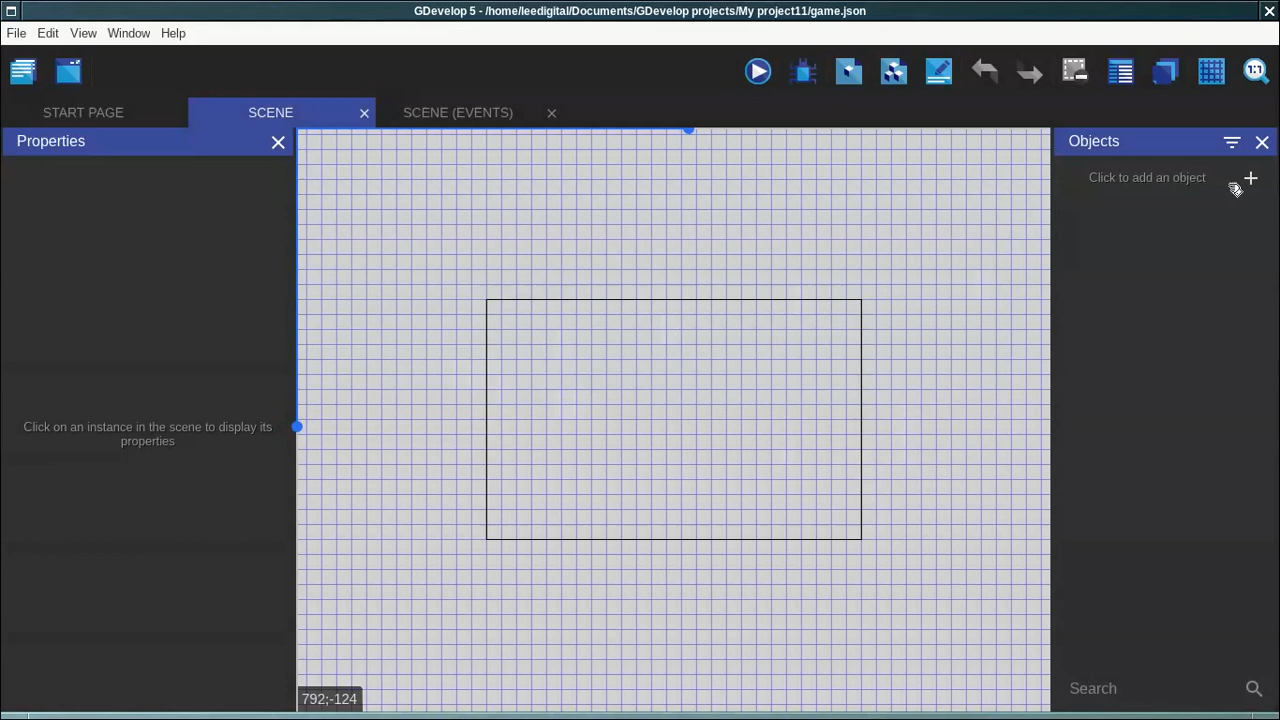 GDevelop 5 - /home/leedigital/Documents/GDevelop projects/My project11/game.json
File Edit View Window Help
1:1
START PAGE SCENE SCENE (EVENTS)
Properties
Objects
Click to add an object
Click on an instance in the scene to display its
properties
Search
792;-124